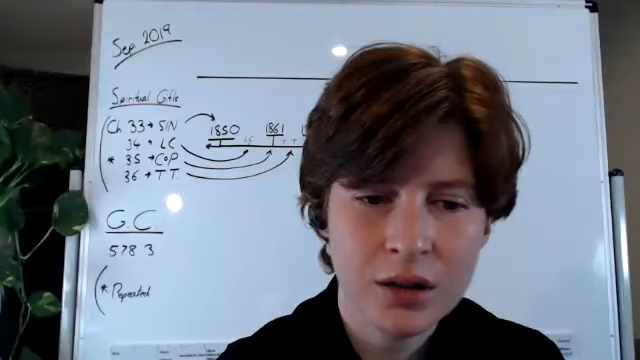 Sep. 2019
Spiritual Gifts
Ch 33 → SIN
34 → LC
* 35 → COP
36 → TT
1850 1861
G.C
578 3
* Repeated